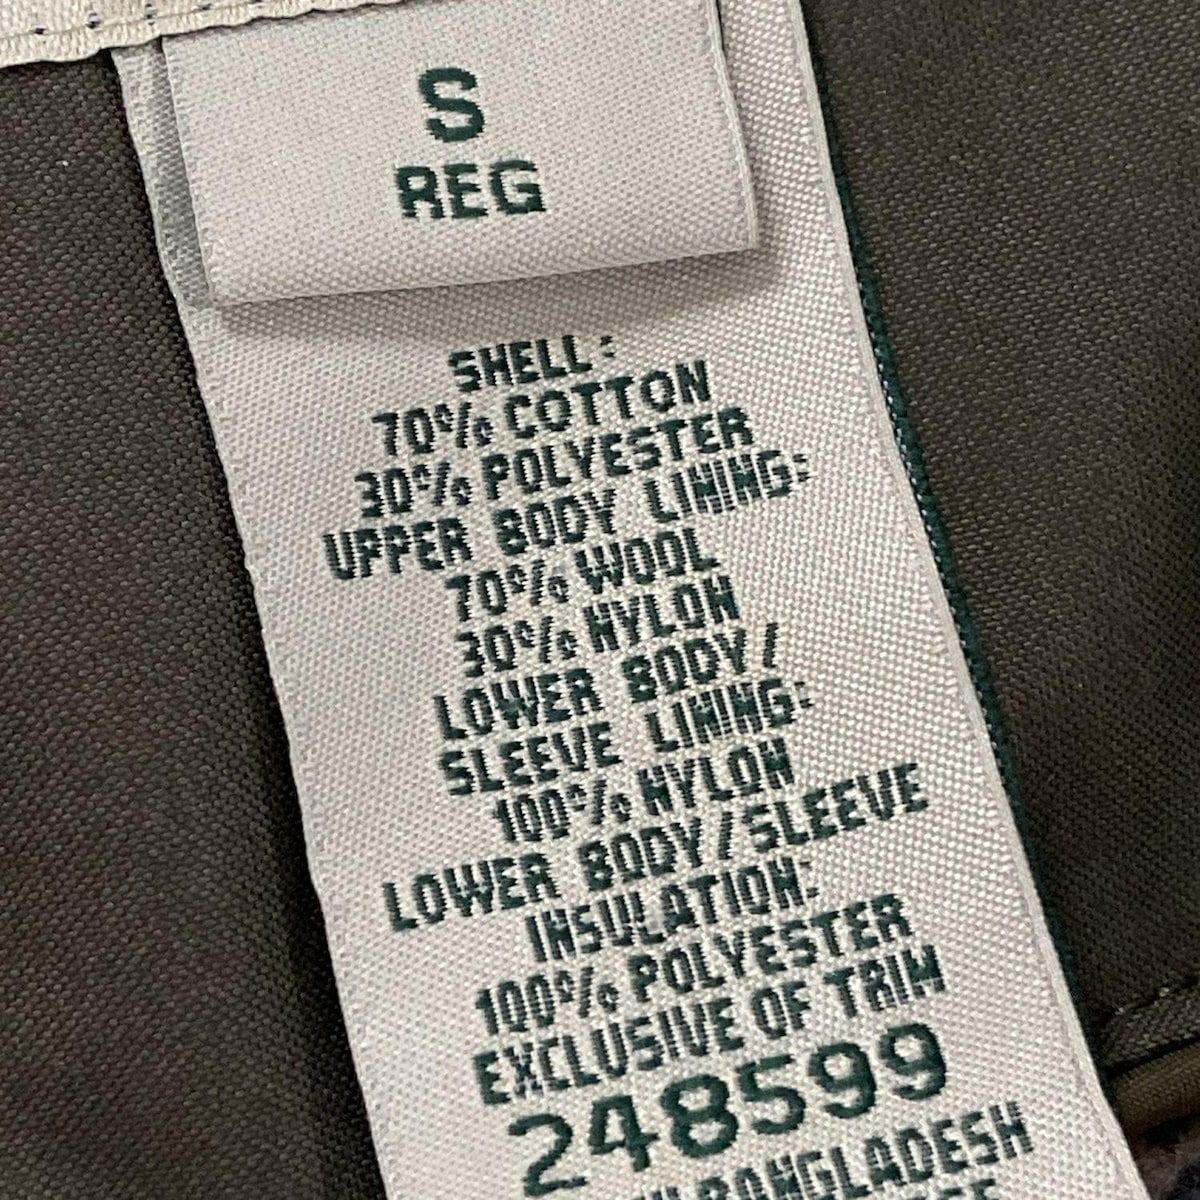 S
REG
SHELL:
70% COTTON
30% POLYESTER
UPPER BODY LINING:
70% WOOL
30% NYLON
LOWER BODY/
SLEEVE LINING:
100% NYLON
LOWER BODY/SLEEVE
INSULATION:
100% POLYESTER
EXCLUSIVE OF TRIM
248599
BANGLADESH